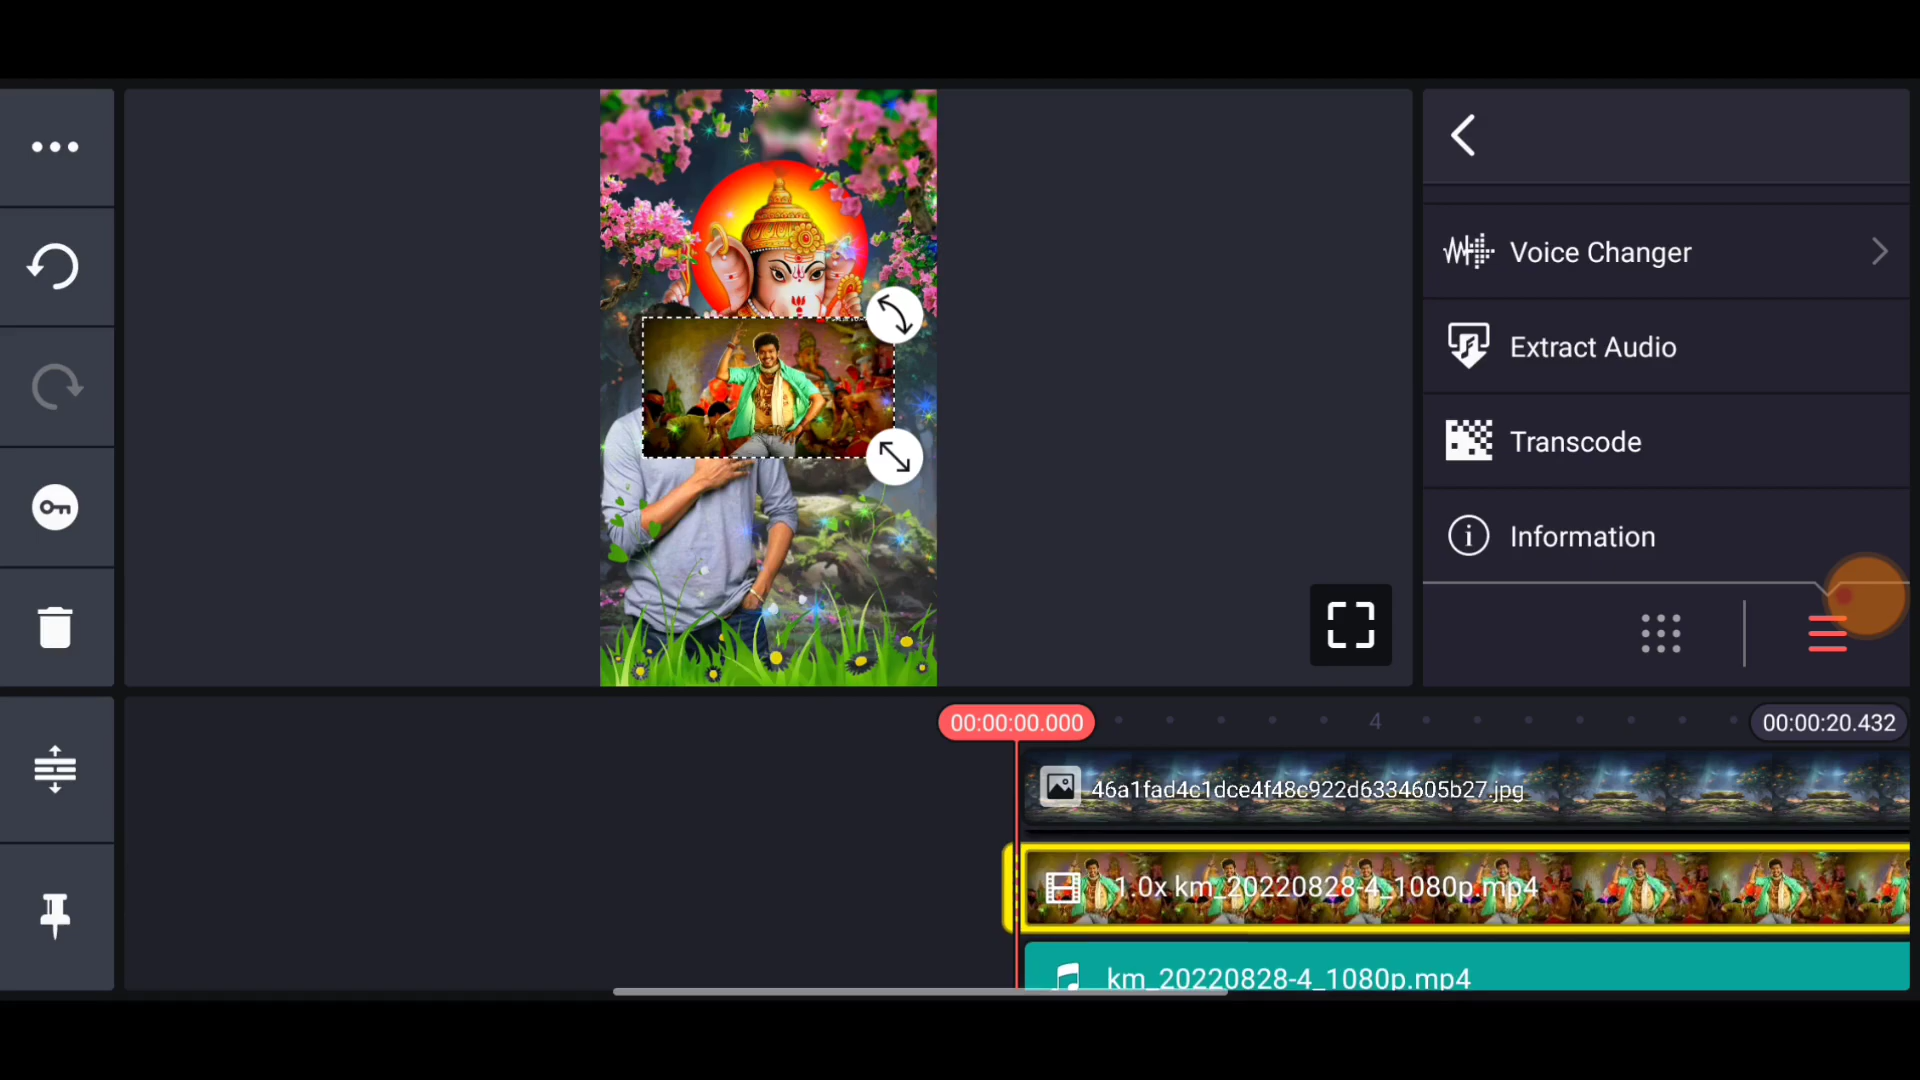 Voice Changer
Extract Audio
Transcode
Information
00:00:00.000
4
00:00:20.432
46a1fad4c1dce4f48c922d6334605b27.jpg
1.0x km_20220828-4_1080p.mp4
km_20220828-4_1080p.mp4